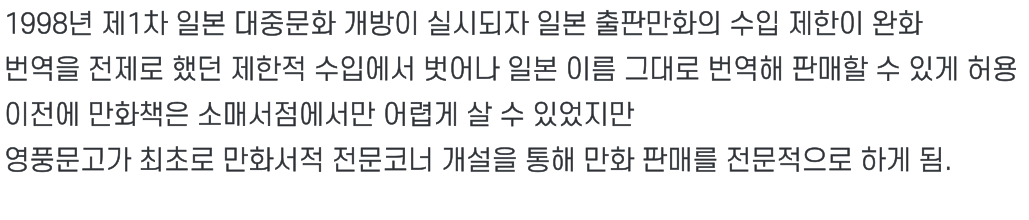 1998년 제1차 일본 대중문화 개방이 실시되자 일본 출판만화의 수입 제한이 완화
번역을 전제로 했던 제한적 수입에서 벗어나 일본 이름 그대로 번역해 판매할 수 있게 허용
이전에 만화책은 소매서점에서만 어렵게 살 수 있었지만
영풍문고가 최초로 만화서적 전문코너 개설을 통해 만화 판매를 전문적으로 하게 됨.